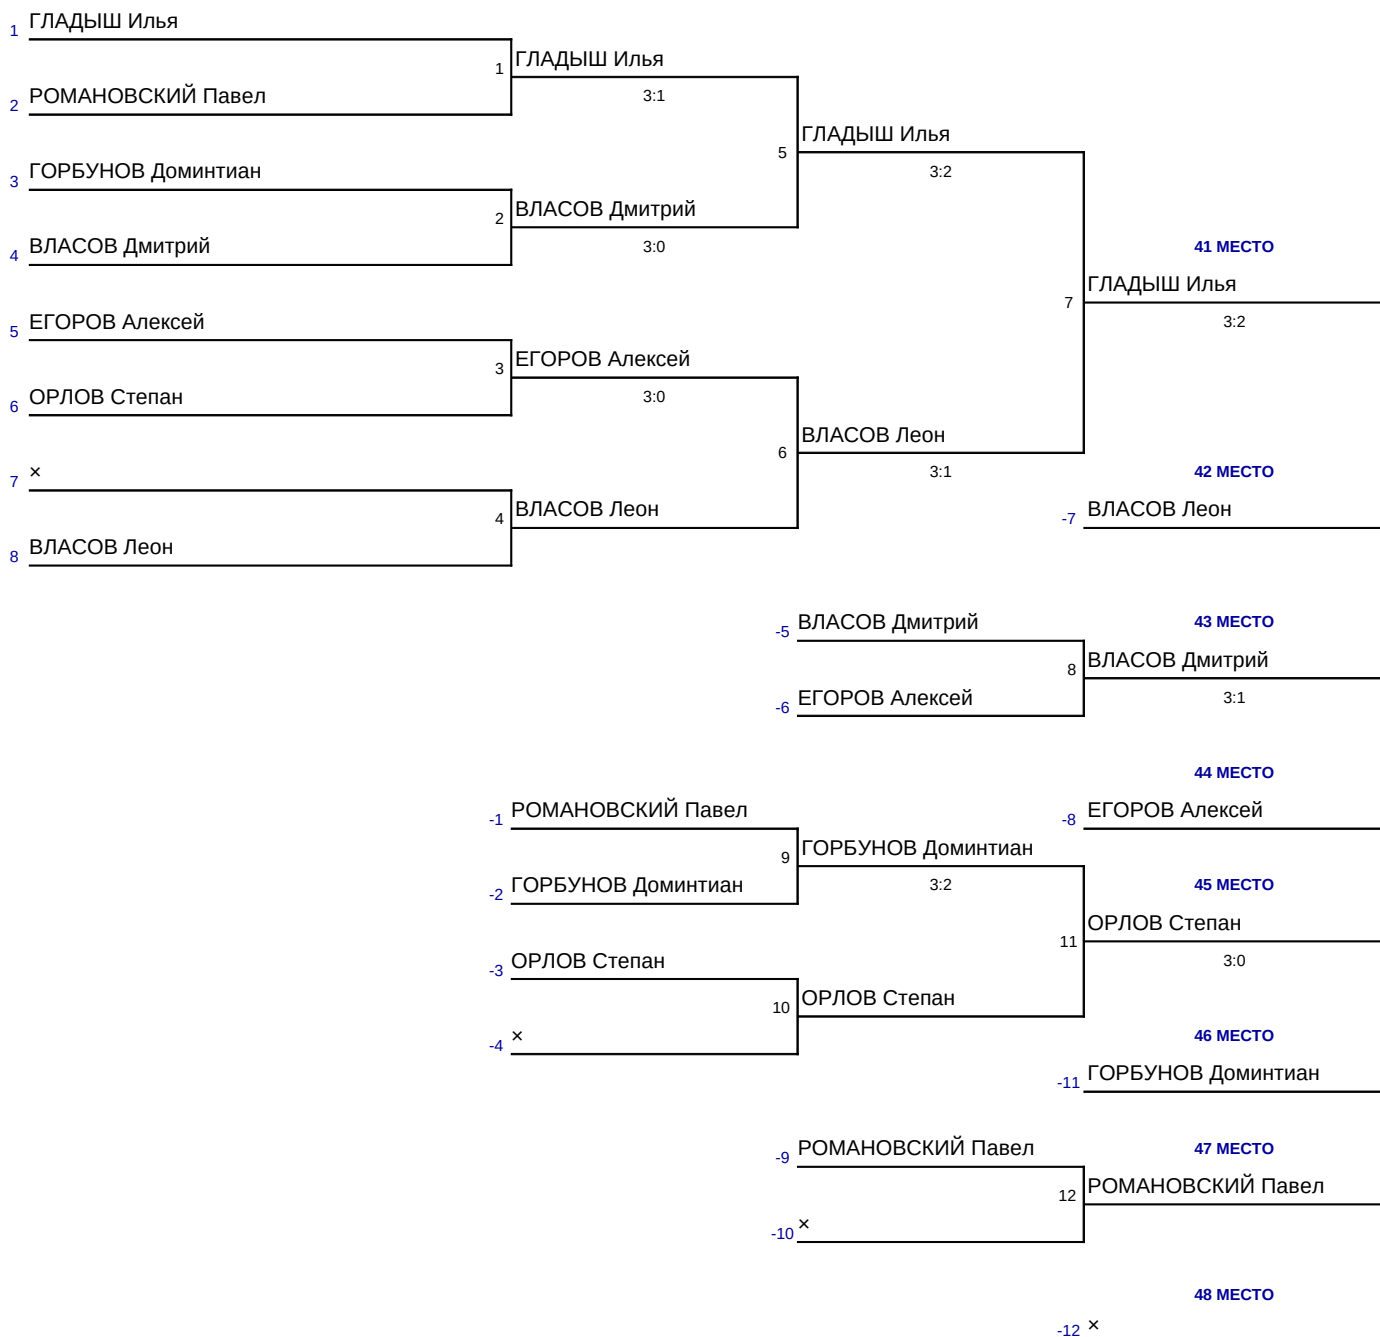 ГЛАДЫШ Илья
1
1 ГЛАДЫШ Илья
3:1
РОМАНОВСКИЙ Павел
2
ГЛАДЫШ Илья
5
3:2
ГОРБУНОВ Доминтиан
3
2 ВЛАСОВ Дмитрий
3:0
ВЛАСОВ Дмитрий
4
41 МЕСТО
ГЛАДЫШ Илья
7
3:2
ЕГОРОВ Алексей
5
3 ЕГОРОВ Алексей
3:0
ОРЛОВ Степан
6
ВЛАСОВ Леон
6
3:1
×
7
42 МЕСТО
4 ВЛАСОВ Леон
-7 ВЛАСОВ Леон
ВЛАСОВ Леон
8
-5 ВЛАСОВ Дмитрий
43 МЕСТО
8 ВЛАСОВ Дмитрий
3:1
-6 ЕГОРОВ Алексей
44 МЕСТО
-1 РОМАНОВСКИЙ Павел
-8 ЕГОРОВ Алексей
9 ГОРБУНОВ Доминтиан
3:2
-2 ГОРБУНОВ Доминтиан
45 МЕСТО
11 ОРЛОВ Степан
3:0
-3 ОРЛОВ Степан
10 ОРЛОВ Степан
-4 ×
46 МЕСТО
-11 ГОРБУНОВ Доминтиан
-9 РОМАНОВСКИЙ Павел
47 МЕСТО
12 РОМАНОВСКИЙ Павел
-10 ×
48 МЕСТО
-12 ×